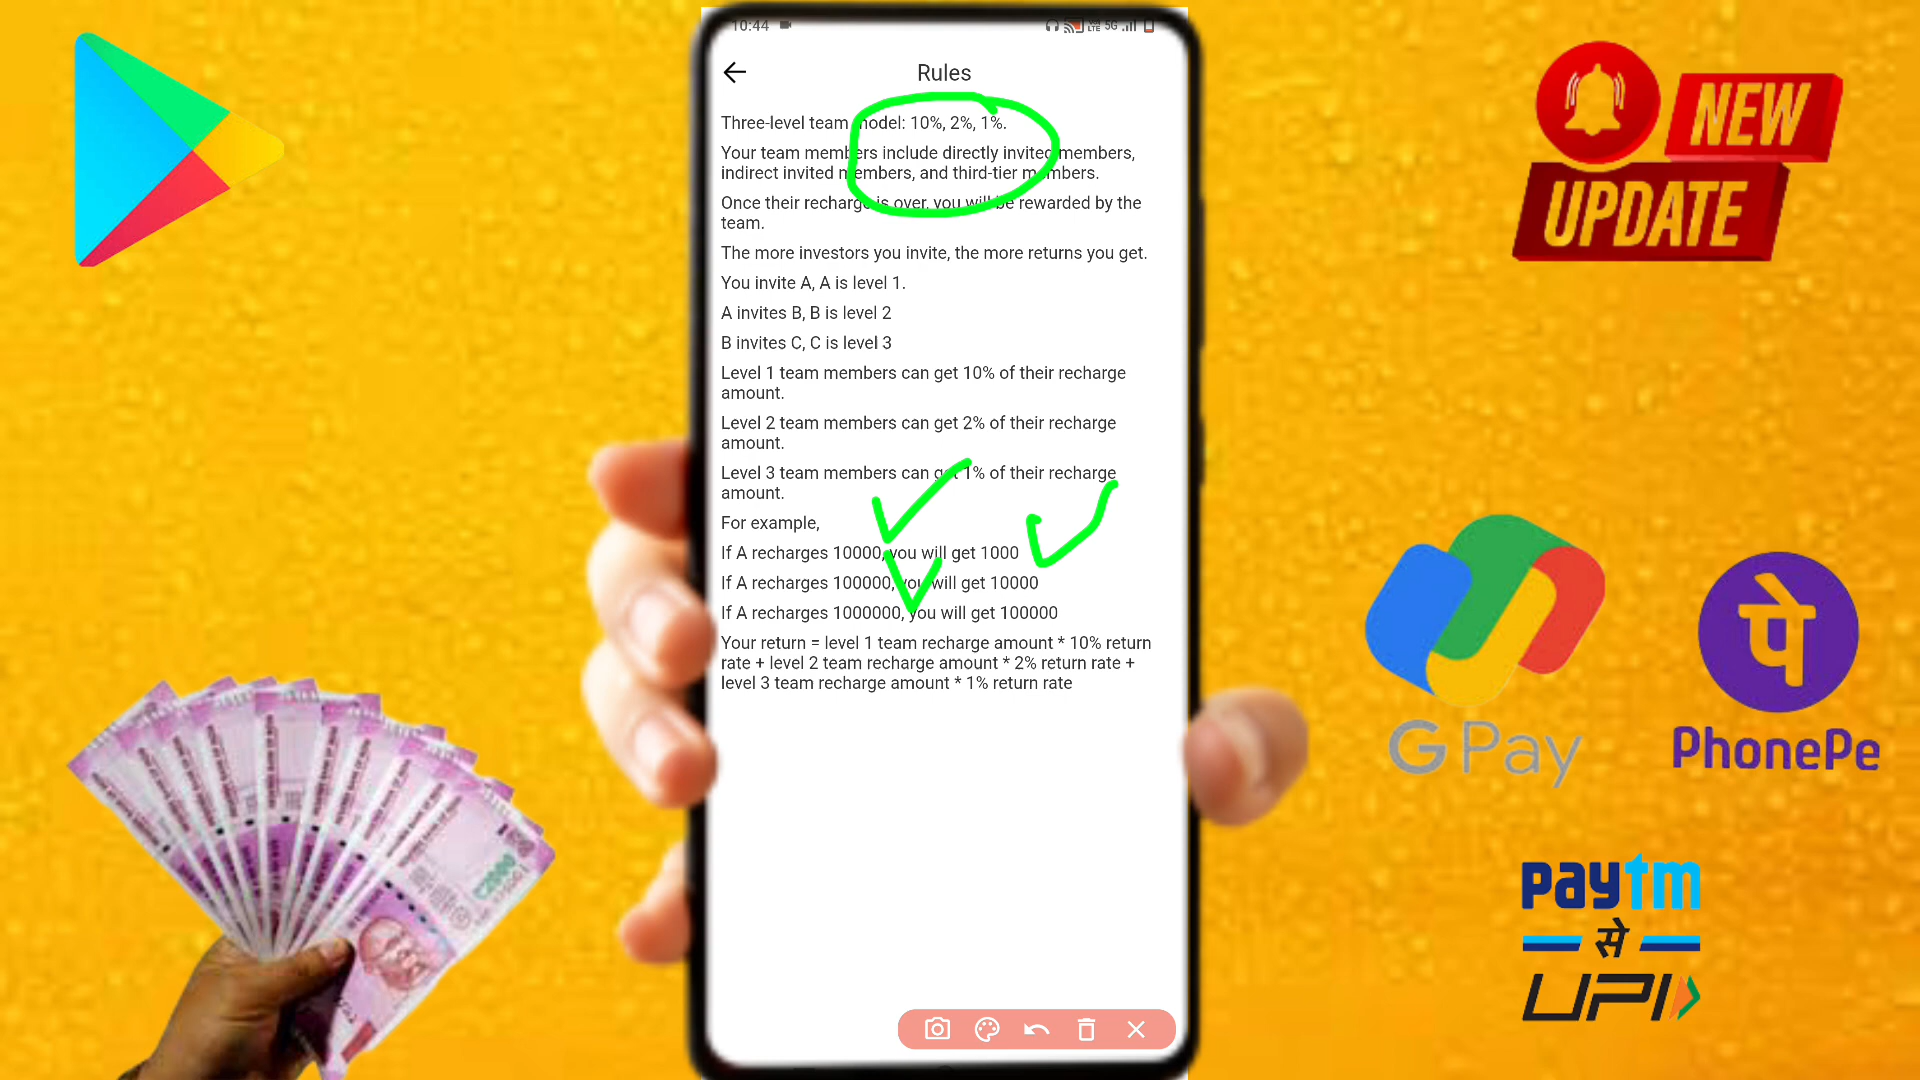 10:44
5G
Rules
Three-level team model: 10%, 2%, 1%.
Your team members include directly invited members,
indirect invited members, and third-tier members.
Once their recharge is over, you will be rewarded by the
team.
The more investors you invite, the more returns you get.
You invite A, A is level 1.
A invites B, B is level 2
B invites C, C is level 3
Level 1 team members can get 10% of their recharge
amount.
Level 2 team members can get 2% of their recharge
amount.
Level 3 team members can get 1% of their recharge
amount.
For example,
If A recharges 10000, you will get 1000
If A recharges 100000, you will get 10000
If A recharges 1000000, you will get 100000
Your return = level 1 team recharge amount * 10% return
rate + level 2 team recharge amount * 2% return rate +
level 3 team recharge amount * 1% return rate
NEW
UPDATE
G Pay
पे
PhonePe
paytm
से
UPI